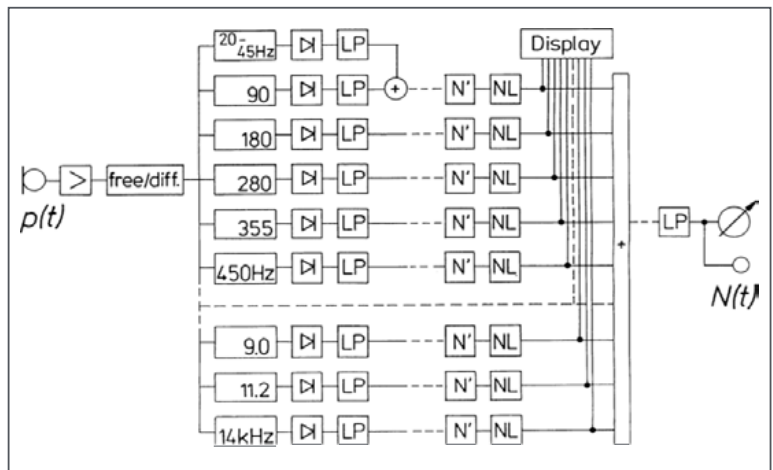 20-
45Hz LP Display
90 LP + N' NL
180 LP N' NL
> free/diff. 280 LP N' NL
p(t)
355 LP N' NL + LP
450Hz LP N' NL
N(t)
9.0 LP N' NL
11.2 LP N' NL
14kHz LP N' NL